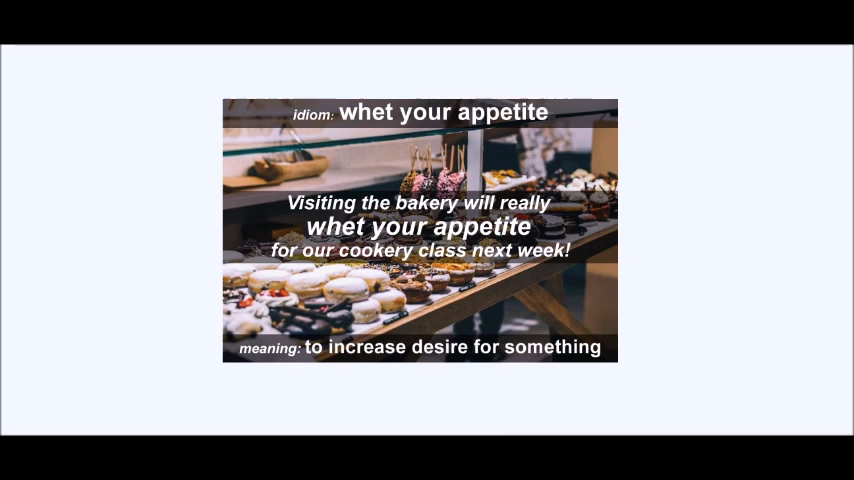 idiom: whet your appetite
Visiting the bakery will really
whet your appetite
for our cookery class next week!
meaning: to increase desire for something